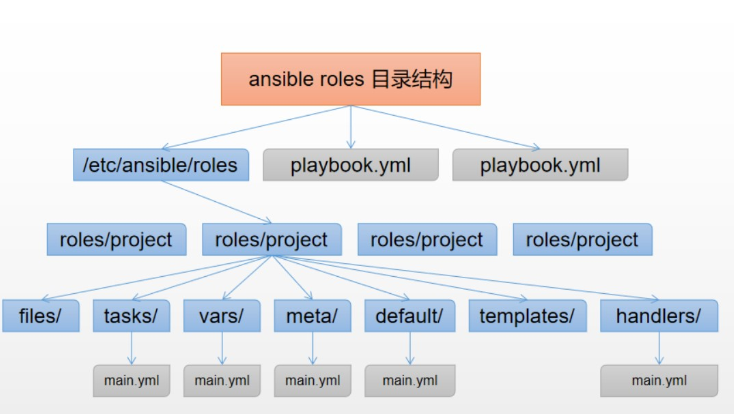 ansible roles 目录结构
/etc/ansible/roles
playbook.yml
playbook.yml
roles/project
roles/project
roles/project
roles/project
files/
tasks/
vars/
meta/
default/
templates/
handlers/
main.yml
main.yml
main.yml
main.yml
main.yml